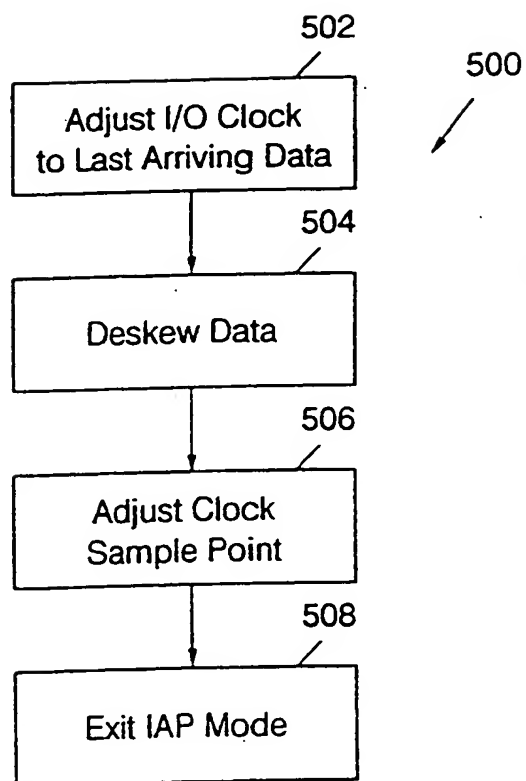 502
500
Adjust I/O Clock
to Last Arriving Data
504
Deskew Data
506
Adjust Clock
Sample Point
508
Exit IAP Mode